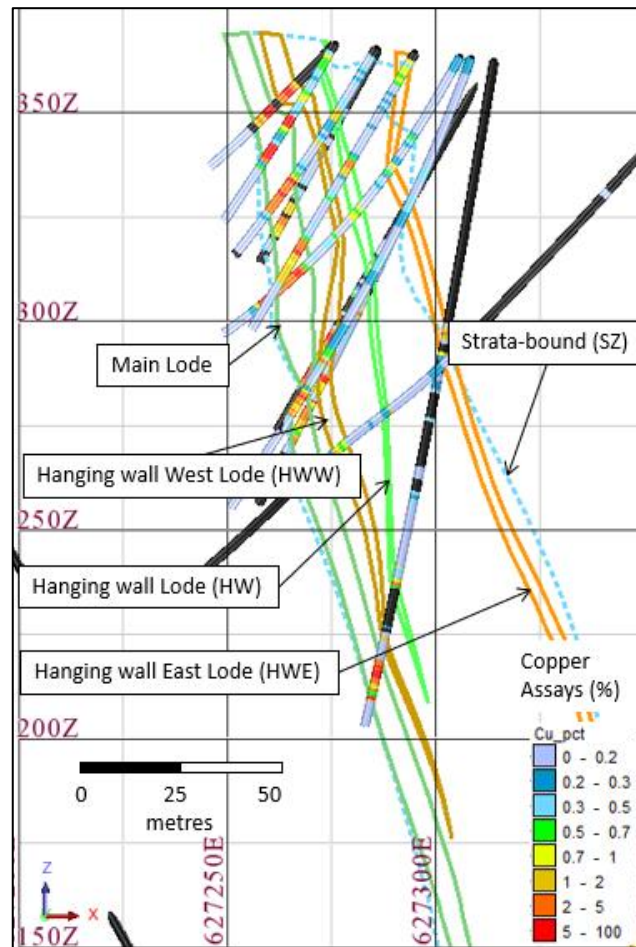 350Z
300Z
Strata-bound (SZ)
Main Lode
Hanging wall West Lode (HWW)
250Z
Hanging wall Lode (HW)
Hanging wall East Lode (HWE)
Copper
Assays (%)
Cu_pct
0 - 0.2
0.2 - 0.3
0.3 - 0.5
0.5 - 0.7
0.7 - 1
1 - 2
2 - 5
5 - 100
200Z
0 25 50
metres
627250E
627300E
Z
X
150Z